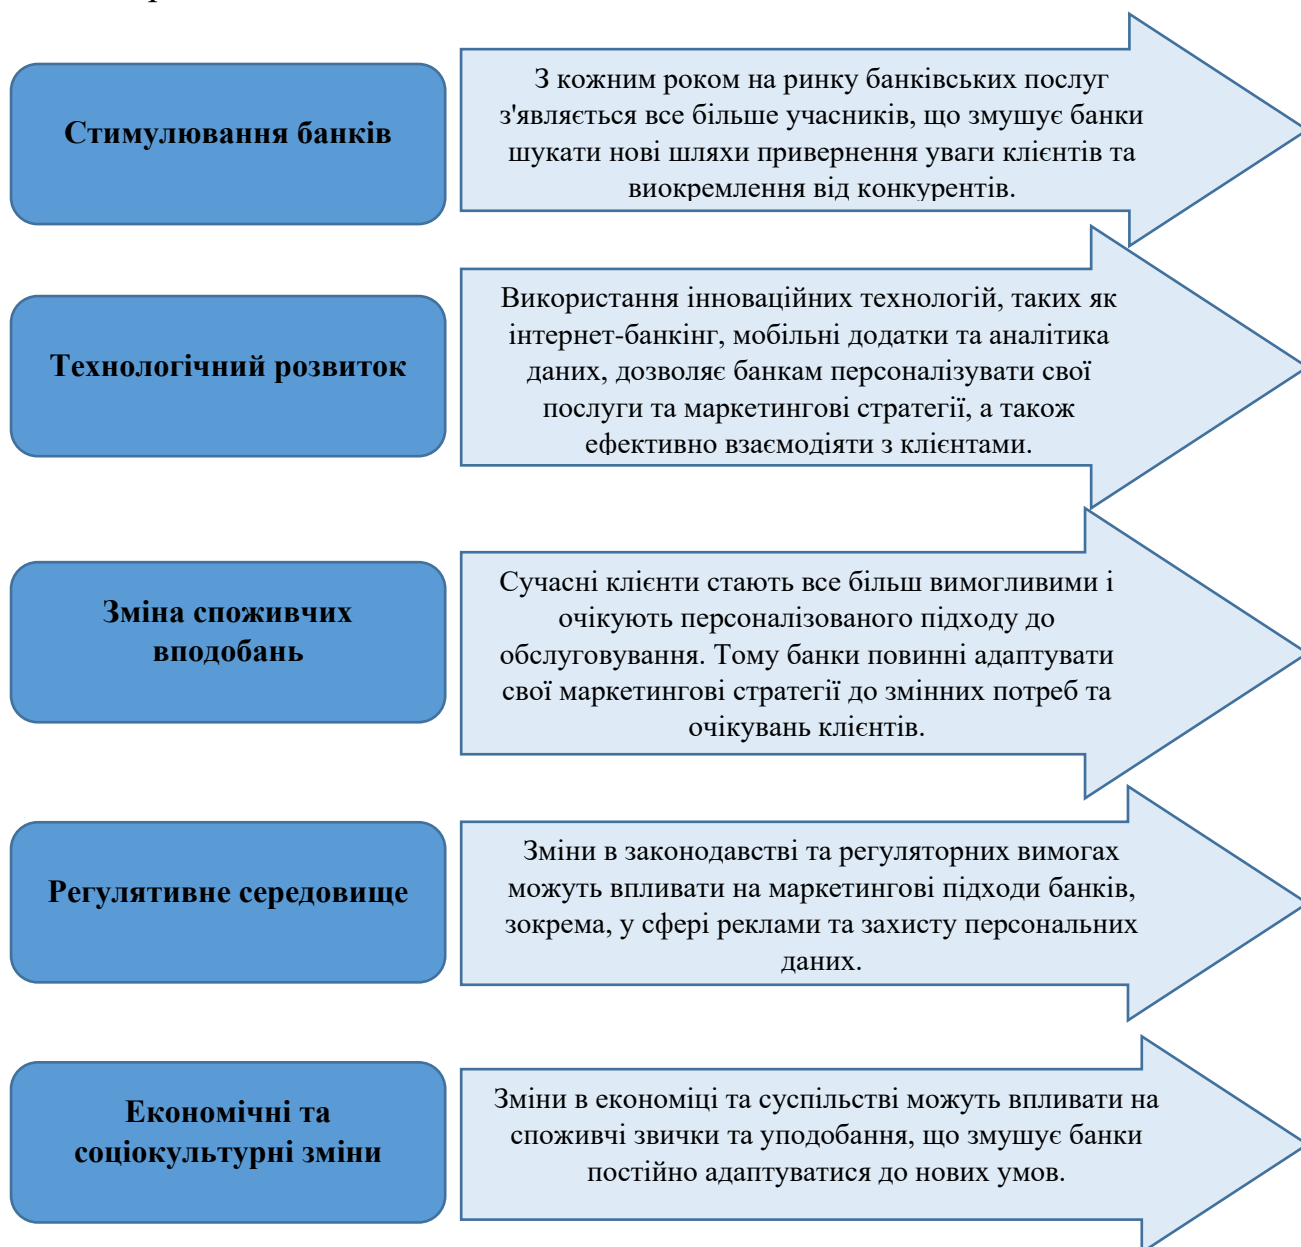 Стимулювання банків
З кожним роком на ринку банківських послуг
з'являється все більше учасників, що змушує банки
шукати нові шляхи привернення уваги клієнтів та
виокремлення від конкурентів.
Технологічний розвиток
Використання інноваційних технологій, таких як
інтернет-банкінг, мобільні додатки та аналітика
даних, дозволяє банкам персоналізувати свої
послуги та маркетингові стратегії, а також
ефективно взаємодіяти з клієнтами.
Зміна споживчих
вподобань
Сучасні клієнти стають все більш вимогливими і
очікують персоналізованого підходу до
обслуговування. Тому банки повинні адаптувати
свої маркетингові стратегії до змінних потреб та
очікувань клієнтів.
Регулятивне середовище
Зміни в законодавстві та регуляторних вимогах
можуть впливати на маркетингові підходи банків,
зокрема, у сфері реклами та захисту персональних
даних.
Економічні та
соціокультурні зміни
Зміни в економіці та суспільстві можуть впливати на
споживчі звички та уподобання, що змушує банки
постійно адаптуватися до нових умов.